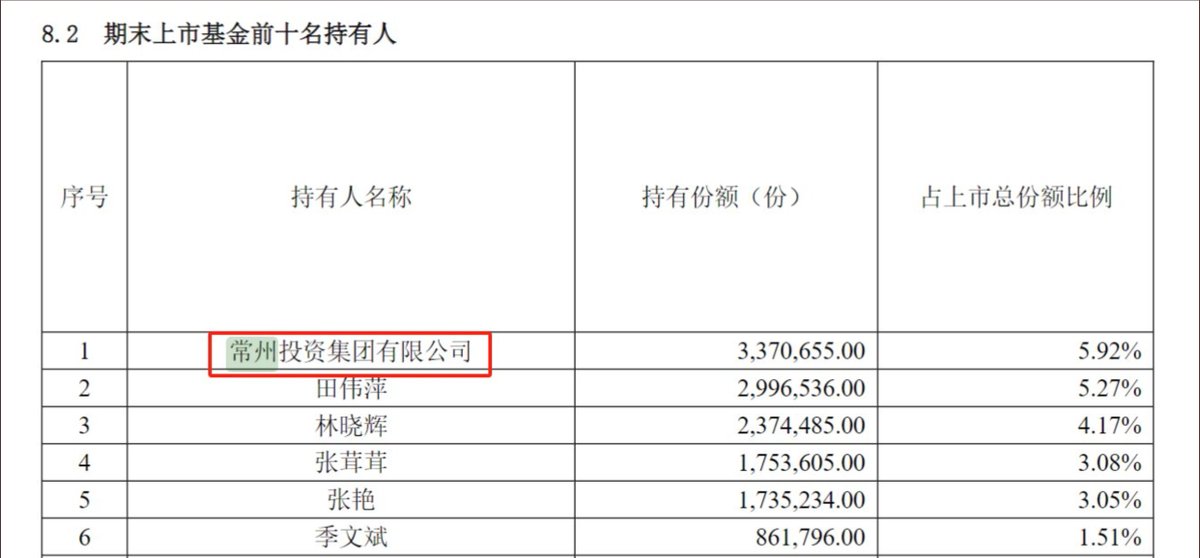 8.2 期末上市基金前十名持有人
序号 持有人名称 持有份额（份） 占上市总份额比例
1 常州投资集团有限公司 3,370,655.00 5.92%
2 田伟萍 2,996,536.00 5.27%
3 林晓辉 2,374,485.00 4.17%
4 张茸茸 1,753,605.00 3.08%
5 张艳 1,735,234.00 3.05%
6 季文斌 861,796.00 1.51%